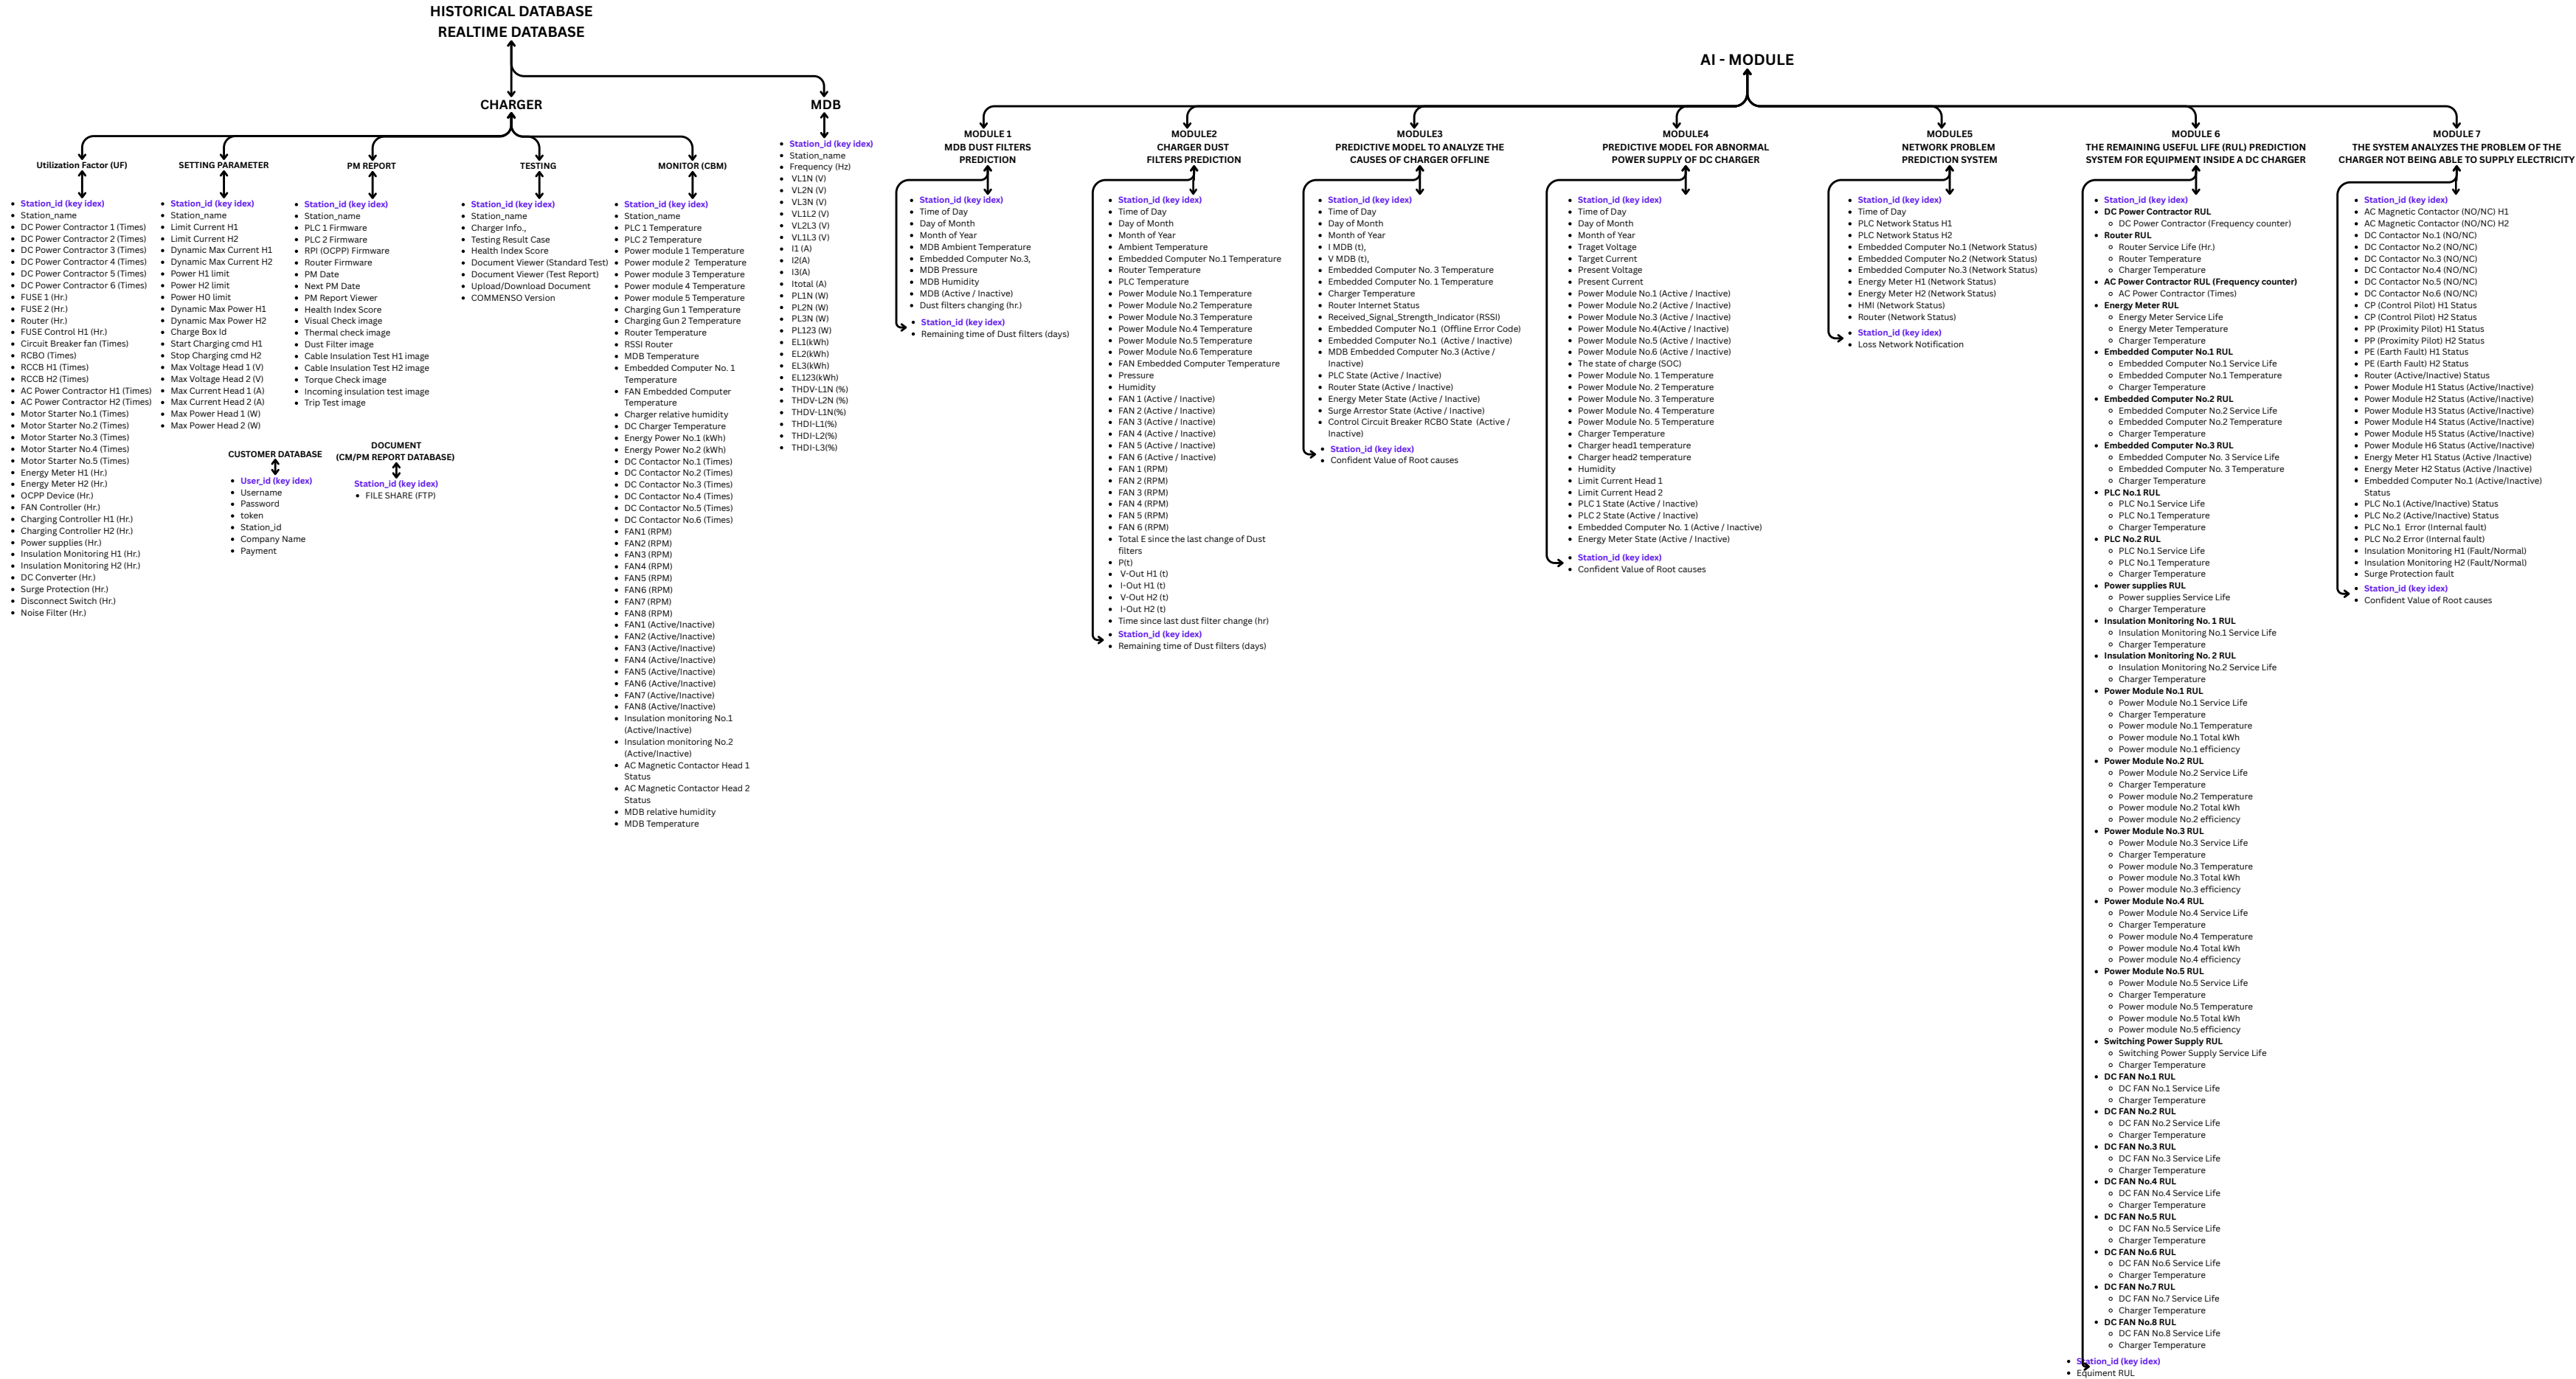 HISTORICAL DATABASE
REALTIME DATABASE
CHARGER
MDB
Utilization Factor (UF)
Station_id (key idex)
Station_name
DC Power Contractor 1 (Times)
DC Power Contractor 2 (Times)
DC Power Contractor 3 (Times)
DC Power Contractor 4 (Times)
DC Power Contractor 5 (Times)
DC Power Contractor 6 (Times)
FUSE 1 (Hr.)
FUSE 2 (Hr.)
Router (Hr.)
FUSE Control H1 (Hr.)
Circuit Breaker fan (Times)
RCBO (Times)
RCCB H1 (Times)
RCCB H2 (Times)
AC Power Contractor H1 (Times)
AC Power Contractor H2 (Times)
Motor Starter No.1 (Times)
Motor Starter No.2 (Times)
Motor Starter No.3 (Times)
Motor Starter No.4 (Times)
Motor Starter No.5 (Times)
Energy Meter H1 (Hr.)
Energy Meter H2 (Hr.)
OCPP Device (Hr.)
FAN Controller (Hr.)
Charging Controller H1 (Hr.)
Charging Controller H2 (Hr.)
Power supplies (Hr.)
Insulation Monitoring H1 (Hr.)
Insulation Monitoring H2 (Hr.)
DC Converter (Hr.)
Surge Protection (Hr.)
Disconnect Switch (Hr.)
Noise Filter (Hr.)
SETTING PARAMETER
Station_id (key idex)
Station_name
Limit Current H1
Limit Current H2
Dynamic Max Current H1
Dynamic Max Current H2
Power H1 limit
Power H2 limit
Power H0 limit
Dynamic Max Power H1
Dynamic Max Power H2
Charge Box Id
Start Charging cmd H1
Stop Charging cmd H2
Max Voltage Head 1 (V)
Max Voltage Head 2 (V)
Max Current Head 1 (A)
Max Current Head 2 (A)
Max Power Head 1 (W)
Max Power Head 2 (W)
PM REPORT
Station_id (key idex)
Station_name
PLC 1 Firmware
PLC 2 Firmware
RPI (OCPP) Firmware
Router Firmware
PM Date
Next PM Date
PM Report Viewer
Health Index Score
Visual Check image
Thermal check image
Dust Filter image
Cable Insulation Test H1 image
Cable Insulation Test H2 image
Torque Check image
Incoming insulation test image
Trip Test image
TESTING
Station_id (key idex)
Station_name
Charger Info.,
Testing Result Case
Health Index Score
Document Viewer (Standard Test)
Document Viewer (Test Report)
Upload/Download Document
COMMENSO Version
MONITOR (CBM)
Station_id (key idex)
Station_name
PLC 1 Temperature
PLC 2 Temperature
Power module 1 Temperature
Power module 2 Temperature
Power module 3 Temperature
Power module 4 Temperature
Power module 5 Temperature
Charging Gun 1 Temperature
Charging Gun 2 Temperature
Router Temperature
RSSI Router
MDB Temperature
Embedded Computer No. 1
Temperature
FAN Embedded Computer
Temperature
Charger relative humidity
DC Charger Temperature
Energy Power No.1 (kWh)
Energy Power No.2 (kWh)
DC Contactor No.1 (Times)
DC Contactor No.2 (Times)
DC Contactor No.3 (Times)
DC Contactor No.4 (Times)
DC Contactor No.5 (Times)
DC Contactor No.6 (Times)
FAN1 (RPM)
FAN2 (RPM)
FAN3 (RPM)
FAN4 (RPM)
FAN5 (RPM)
FAN6 (RPM)
FAN7 (RPM)
FAN8 (RPM)
FAN1 (Active/Inactive)
FAN2 (Active/Inactive)
FAN3 (Active/Inactive)
FAN4 (Active/Inactive)
FAN5 (Active/Inactive)
FAN6 (Active/Inactive)
FAN7 (Active/Inactive)
FAN8 (Active/Inactive)
Insulation monitoring No.1
(Active/Inactive)
Insulation monitoring No.2
(Active/Inactive)
AC Magnetic Contactor Head 1
Status
AC Magnetic Contactor Head 2
Status
MDB relative humidity
MDB Temperature
Station_id (key idex)
Station_name
Frequency (Hz)
VL1N (V)
VL2N (V)
VL3N (V)
VL1L2 (V)
VL2L3 (V)
VL1L3 (V)
I1 (A)
I2(A)
I3(A)
Itotal (A)
PL1N (W)
PL2N (W)
PL3N (W)
PL123 (W)
EL1(kWh)
EL2(kWh)
EL3(kWh)
EL123(kWh)
THDV-L1N (%)
THDV-L2N (%)
THDV-L1N(%)
THDI-L1(%)
THDI-L2(%)
THDI-L3(%)
CUSTOMER DATABASE
User_id (key idex)
Username
Password
token
Station_id
Company Name
Payment
DOCUMENT
(CM/PM REPORT DATABASE)
Station_id (key idex)
FILE SHARE (FTP)
AI - MODULE
MODULE 1
MDB DUST FILTERS
PREDICTION
Station_id (key idex)
Time of Day
Day of Month
Month of Year
MDB Ambient Temperature
Embedded Computer No.3,
MDB Pressure
MDB Humidity
MDB (Active / Inactive)
Dust filters changing (hr.)
Station_id (key idex)
Remaining time of Dust filters (days)
MODULE2
CHARGER DUST
FILTERS PREDICTION
Station_id (key idex)
Time of Day
Day of Month
Month of Year
Ambient Temperature
Embedded Computer No.1 Temperature
Router Temperature
PLC Temperature
Power Module No.1 Temperature
Power Module No.2 Temperature
Power Module No.3 Temperature
Power Module No.4 Temperature
Power Module No.5 Temperature
Power Module No.6 Temperature
FAN Embedded Computer Temperature
Pressure
Humidity
FAN 1 (Active / Inactive)
FAN 2 (Active / Inactive)
FAN 3 (Active / Inactive)
FAN 4 (Active / Inactive)
FAN 5 (Active / Inactive)
FAN 6 (Active / Inactive)
FAN 1 (RPM)
FAN 2 (RPM)
FAN 3 (RPM)
FAN 4 (RPM)
FAN 5 (RPM)
FAN 6 (RPM)
Total E since the last change of Dust
filters
P(t)
V-Out H1 (t)
I-Out H1 (t)
V-Out H2 (t)
I-Out H2 (t)
Time since last dust filter change (hr)
Station_id (key idex)
Remaining time of Dust filters (days)
MODULE3
PREDICTIVE MODEL TO ANALYZE THE
CAUSES OF CHARGER OFFLINE
Station_id (key idex)
Time of Day
Day of Month
Month of Year
I MDB (t),
V MDB (t),
Embedded Computer No. 3 Temperature
Embedded Computer No. 1 Temperature
Charger Temperature
Router Internet Status
Received_Signal_Strength_Indicator (RSSI)
Embedded Computer No.1 (Offline Error Code)
Embedded Computer No.1 (Active / Inactive)
MDB Embedded Computer No.3 (Active /
Inactive)
PLC State (Active / Inactive)
Router State (Active / Inactive)
Energy Meter State (Active / Inactive)
Surge Arrestor State (Active / Inactive)
Control Circuit Breaker RCBO State (Active /
Inactive)
Station_id (key idex)
Confident Value of Root causes
MODULE4
PREDICTIVE MODEL FOR ABNORMAL
POWER SUPPLY OF DC CHARGER
Station_id (key idex)
Time of Day
Day of Month
Month of Year
Traget Voltage
Target Current
Present Voltage
Present Current
Power Module No.1 (Active / Inactive)
Power Module No.2 (Active / Inactive)
Power Module No.3 (Active / Inactive)
Power Module No.4(Active / Inactive)
Power Module No.5 (Active / Inactive)
Power Module No.6 (Active / Inactive)
The state of charge (SOC)
Power Module No. 1 Temperature
Power Module No. 2 Temperature
Power Module No. 3 Temperature
Power Module No. 4 Temperature
Power Module No. 5 Temperature
Charger Temperature
Charger head1 temperature
Charger head2 temperature
Humidity
Limit Current Head 1
Limit Current Head 2
PLC 1 State (Active / Inactive)
PLC 2 State (Active / Inactive)
Embedded Computer No. 1 (Active / Inactive)
Energy Meter State (Active / Inactive)
Station_id (key idex)
Confident Value of Root causes
MODULE5
NETWORK PROBLEM
PREDICTION SYSTEM
Station_id (key idex)
Time of Day
PLC Network Status H1
PLC Network Status H2
Embedded Computer No.1 (Network Status)
Embedded Computer No.2 (Network Status)
Embedded Computer No.3 (Network Status)
Energy Meter H1 (Network Status)
Energy Meter H2 (Network Status)
HMI (Network Status)
Router (Network Status)
Station_id (key idex)
Loss Network Notification
MODULE 6
THE REMAINING USEFUL LIFE (RUL) PREDICTION
SYSTEM FOR EQUIPMENT INSIDE A DC CHARGER
Station_id (key idex)
DC Power Contractor RUL
DC Power Contractor (Frequency counter)
Router RUL
Router Service Life (Hr.)
Router Temperature
Charger Temperature
AC Power Contractor RUL (Frequency counter)
AC Power Contractor (Times)
Energy Meter RUL
Energy Meter Service Life
Energy Meter Temperature
Charger Temperature
Embedded Computer No.1 RUL
Embedded Computer No.1 Service Life
Embedded Computer No.1 Temperature
Charger Temperature
Embedded Computer No.2 RUL
Embedded Computer No.2 Service Life
Embedded Computer No.2 Temperature
Charger Temperature
Embedded Computer No.3 RUL
Embedded Computer No. 3 Service Life
Embedded Computer No. 3 Temperature
Charger Temperature
PLC No.1 RUL
PLC No.1 Service Life
PLC No.1 Temperature
Charger Temperature
PLC No.2 RUL
PLC No.1 Service Life
PLC No.1 Temperature
Charger Temperature
Power supplies RUL
Power supplies Service Life
Charger Temperature
Insulation Monitoring No. 1 RUL
Insulation Monitoring No.1 Service Life
Charger Temperature
Insulation Monitoring No. 2 RUL
Insulation Monitoring No.2 Service Life
Charger Temperature
Power Module No.1 RUL
Power Module No.1 Service Life
Charger Temperature
Power module No.1 Temperature
Power module No.1 Total kWh
Power module No.1 efficiency
Power Module No.2 RUL
Power Module No.2 Service Life
Charger Temperature
Power module No.2 Temperature
Power module No.2 Total kWh
Power module No.2 efficiency
Power Module No.3 RUL
Power Module No.3 Service Life
Charger Temperature
Power module No.3 Temperature
Power module No.3 Total kWh
Power module No.3 efficiency
Power Module No.4 RUL
Power Module No.4 Service Life
Charger Temperature
Power module No.4 Temperature
Power module No.4 Total kWh
Power module No.4 efficiency
Power Module No.5 RUL
Power Module No.5 Service Life
Charger Temperature
Power module No.5 Temperature
Power module No.5 Total kWh
Power module No.5 efficiency
Switching Power Supply RUL
Switching Power Supply Service Life
Charger Temperature
DC FAN No.1 RUL
DC FAN No.1 Service Life
Charger Temperature
DC FAN No.2 RUL
DC FAN No.2 Service Life
Charger Temperature
DC FAN No.3 RUL
DC FAN No.3 Service Life
Charger Temperature
DC FAN No.4 RUL
DC FAN No.4 Service Life
Charger Temperature
DC FAN No.5 RUL
DC FAN No.5 Service Life
Charger Temperature
DC FAN No.6 RUL
DC FAN No.6 Service Life
Charger Temperature
DC FAN No.7 RUL
DC FAN No.7 Service Life
Charger Temperature
DC FAN No.8 RUL
DC FAN No.8 Service Life
Charger Temperature
Station_id (key idex)
Equiment RUL
MODULE 7
THE SYSTEM ANALYZES THE PROBLEM OF THE
CHARGER NOT BEING ABLE TO SUPPLY ELECTRICITY
Station_id (key idex)
AC Magnetic Contactor (NO/NC) H1
AC Magnetic Contactor (NO/NC) H2
DC Contactor No.1 (NO/NC)
DC Contactor No.2 (NO/NC)
DC Contactor No.3 (NO/NC)
DC Contactor No.4 (NO/NC)
DC Contactor No.5 (NO/NC)
DC Contactor No.6 (NO/NC)
CP (Control Pilot) H1 Status
CP (Control Pilot) H2 Status
PP (Proximity Pilot) H1 Status
PP (Proximity Pilot) H2 Status
PE (Earth Fault) H1 Status
PE (Earth Fault) H2 Status
Router (Active/Inactive) Status
Power Module H1 Status (Active/Inactive)
Power Module H2 Status (Active/Inactive)
Power Module H3 Status (Active/Inactive)
Power Module H4 Status (Active/Inactive)
Power Module H5 Status (Active/Inactive)
Power Module H6 Status (Active/Inactive)
Energy Meter H1 Status (Active /Inactive)
Energy Meter H2 Status (Active /Inactive)
Embedded Computer No.1 (Active/Inactive)
Status
PLC No.1 (Active/Inactive) Status
PLC No.2 (Active/Inactive) Status
PLC No.1 Error (Internal fault)
PLC No.2 Error (Internal fault)
Insulation Monitoring H1 (Fault/Normal)
Insulation Monitoring H2 (Fault/Normal)
Surge Protection fault
Station_id (key idex)
Confident Value of Root causes